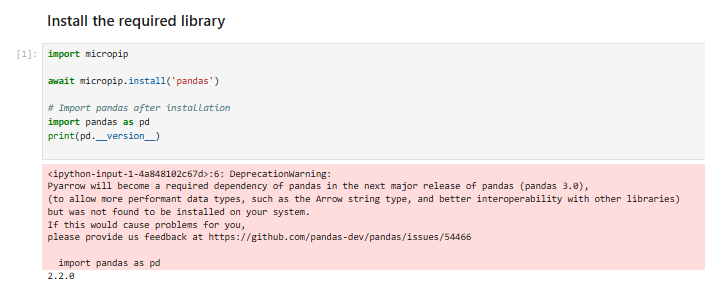 Install the required library
[1]: import micropip
await micropip.install('pandas')
# Import pandas after installation
import pandas as pd
print(pd.__version__)
<ipython-input-1-4a848102c67d>:6: DeprecationWarning:
Pyarrow will become a required dependency of pandas in the next major release of pandas (pandas 3.0),
(to allow more performant data types, such as the Arrow string type, and better interoperability with other libraries)
but was not found to be installed on your system.
If this would cause problems for you,
please provide us feedback at https://github.com/pandas-dev/pandas/issues/54466
import pandas as pd
2.2.0